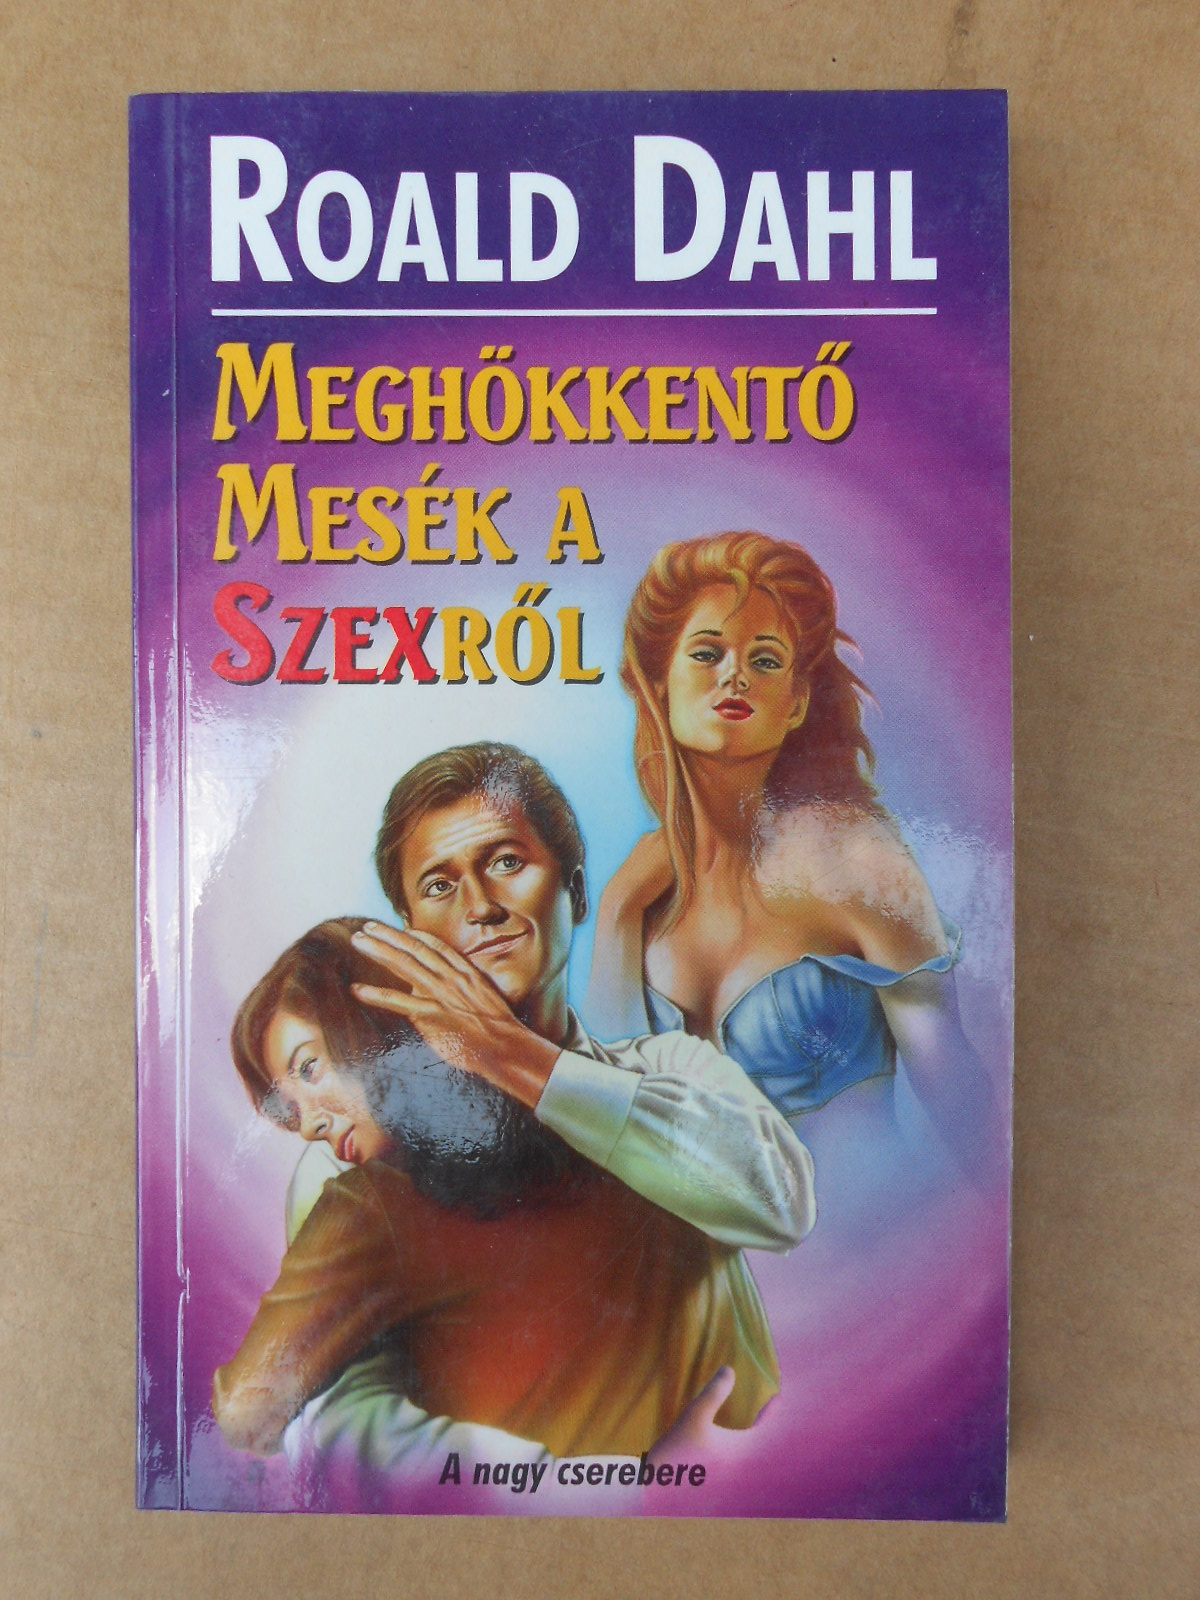 ROALD DAHL
MEGHÖKKENTŐ
MESÉK A
SZEXRŐL
A nagy cserebere